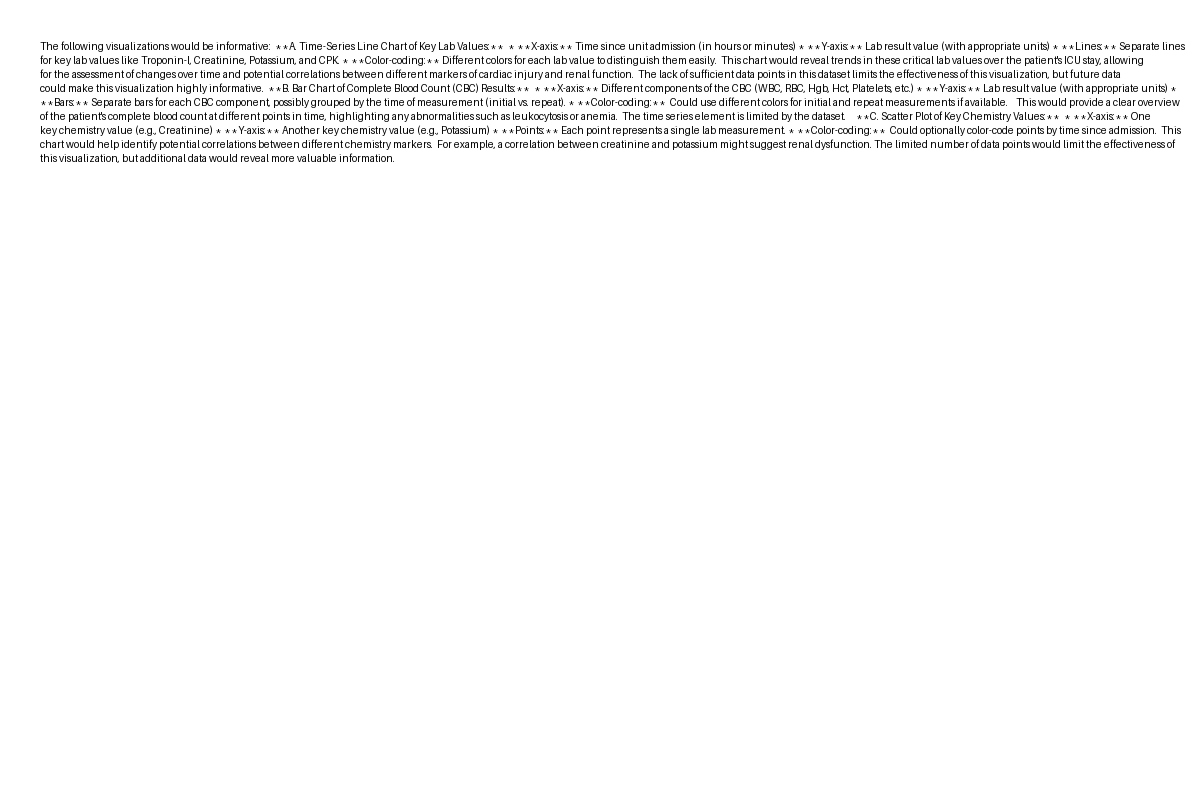 The following visualizations would be informative:  **A. Time-Series Line Chart of Key Lab Values:**  * **X-axis:** Time since unit admission (in hours or minutes) * **Y-axis:** Lab result value (with appropriate units) * **Lines:** Separate lines
for key lab values like Troponin-I, Creatinine, Potassium, and CPK. * **Color-coding:** Different colors for each lab value to distinguish them easily.  This chart would reveal trends in these critical lab values over the patient's ICU stay, allowing
for the assessment of changes over time and potential correlations between different markers of cardiac injury and renal function.  The lack of sufficient data points in this dataset limits the effectiveness of this visualization, but future data
could make this visualization highly informative.  **B. Bar Chart of Complete Blood Count (CBC) Results:**  * **X-axis:** Different components of the CBC (WBC, RBC, Hgb, Hct, Platelets, etc.) * **Y-axis:** Lab result value (with appropriate units) *
**Bars:** Separate bars for each CBC component, possibly grouped by the time of measurement (initial vs. repeat). * **Color-coding:** Could use different colors for initial and repeat measurements if available.   This would provide a clear overview
of the patient's complete blood count at different points in time, highlighting any abnormalities such as leukocytosis or anemia.  The time series element is limited by the dataset.    **C. Scatter Plot of Key Chemistry Values:**  * **X-axis:** One
key chemistry value (e.g., Creatinine) * **Y-axis:** Another key chemistry value (e.g., Potassium) * **Points:** Each point represents a single lab measurement. * **Color-coding:** Could optionally color-code points by time since admission.  This
chart would help identify potential correlations between different chemistry markers.  For example, a correlation between creatinine and potassium might suggest renal dysfunction. The limited number of data points would limit the effectiveness of
this visualization, but additional data would reveal more valuable information.